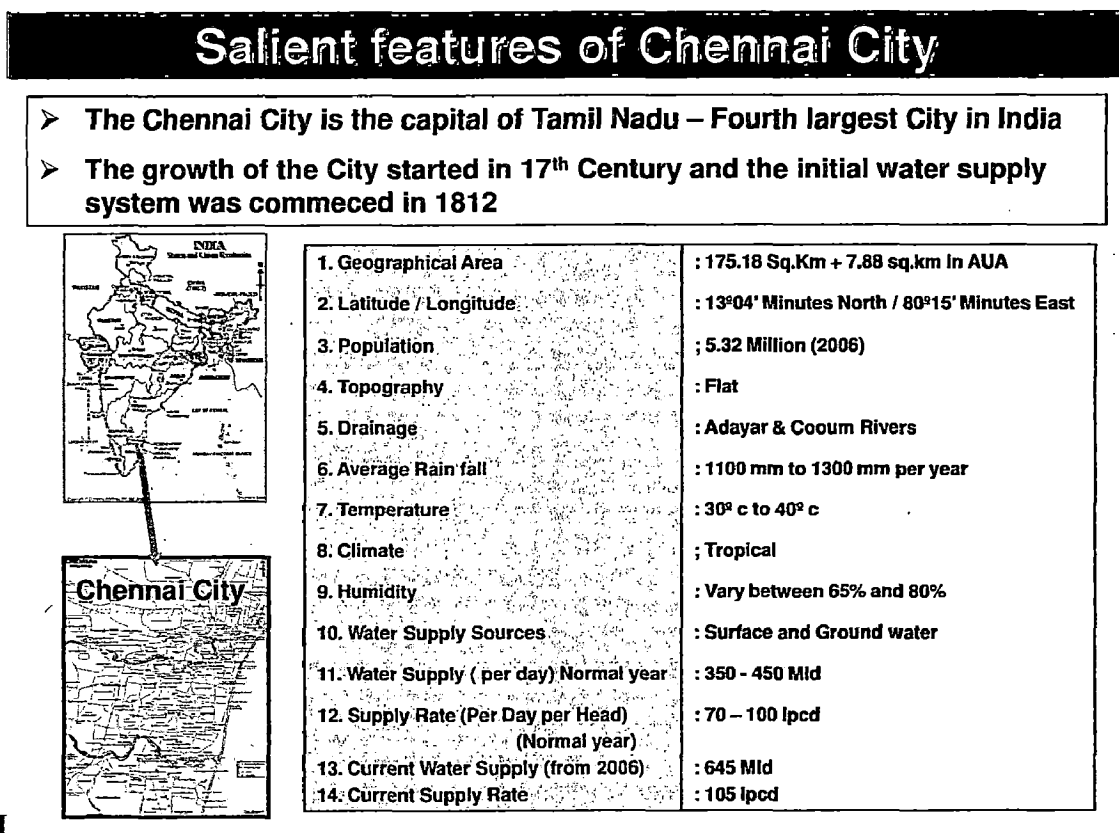 Salient features of Chennai City
➢ The Chennai City is the capital of Tamil Nadu – Fourth largest City in India
➢ The growth of the City started in 17th Century and the initial water supply
system was commeced in 1812
INDIA
Chennai City
1. Geographical Area : 175.18 Sq.Km + 7.88 sq.km in AUA
2. Latitude / Longitude : 13º04' Minutes North / 80º15' Minutes East
3. Population ; 5.32 Million (2006)
4. Topography : Flat
5. Drainage : Adayar & Cooum Rivers
6. Average Rain fall : 1100 mm to 1300 mm per year
7. Temperature : 30º c to 40º c
8. Climate ; Tropical
9. Humidity : Vary between 65% and 80%
10. Water Supply Sources : Surface and Ground water
11. Water Supply ( per day) Normal year : 350 - 450 Mld
12. Supply Rate (Per Day per Head) : 70 – 100 lpcd
(Normal year)
13. Current Water Supply (from 2006) : 645 Mld
14. Current Supply Rate : 105 lpcd